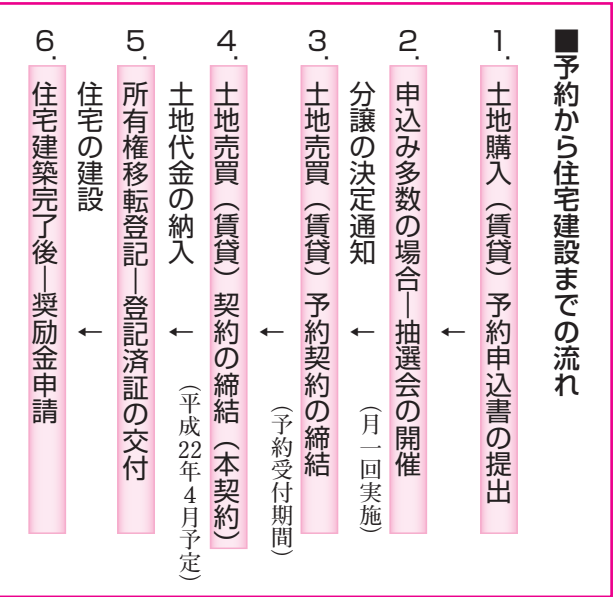 ■予約から住宅建設までの流れ
1. 土地購入（賃貸）予約申込書の提出
←
2. 申込み多数の場合―抽選会の開催
分譲の決定通知 ← （月一回実施）
3. 土地売買（賃貸）予約契約の締結
← （予約受付期間）
4. 土地売買（賃貸）契約の締結（本契約）
土地代金の納入 ← （平成22年4月予定）
5. 所有権移転登記―登記済証の交付
住宅の建設 ←
6. 住宅建築完了後―奨励金申請